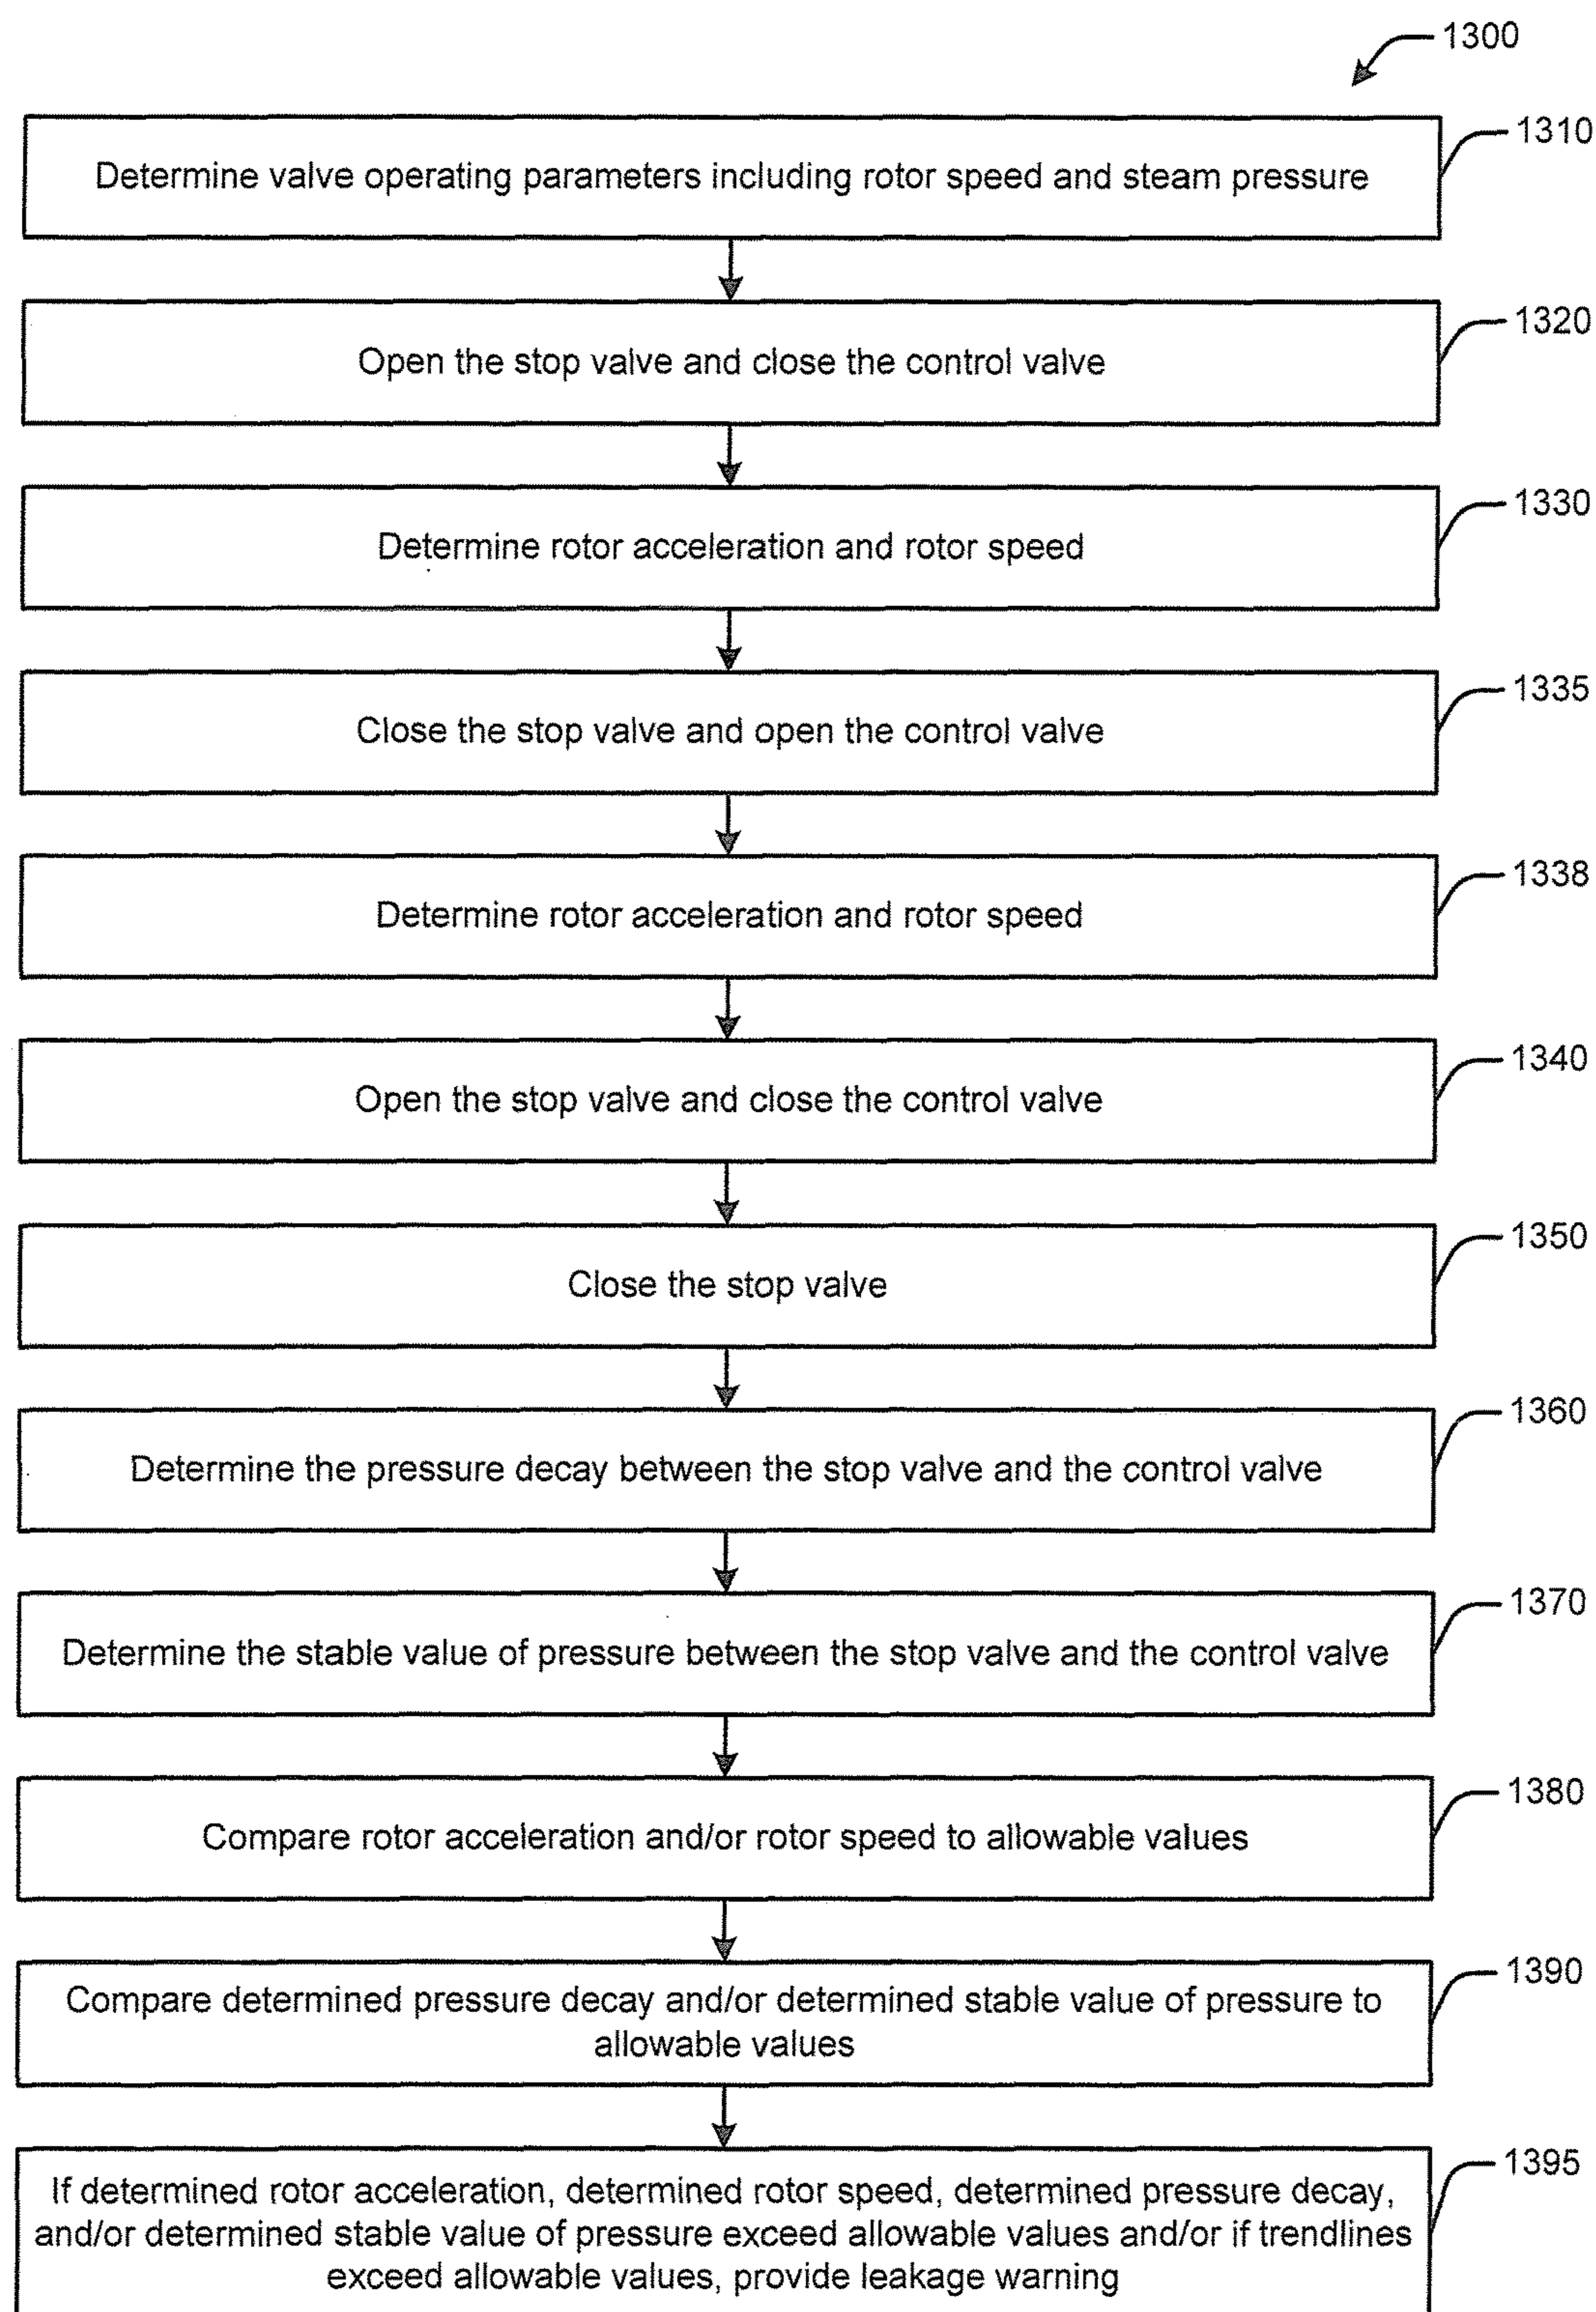 1300
1310
Determine valve operating parameters including rotor speed and steam pressure
1320
Open the stop valve and close the control valve
1330
Determine rotor acceleration and rotor speed
1335
Close the stop valve and open the control valve
1338
Determine rotor acceleration and rotor speed
1340
Open the stop valve and close the control valve
1350
Close the stop valve
1360
Determine the pressure decay between the stop valve and the control valve
1370
Determine the stable value of pressure between the stop valve and the control valve
1380
Compare rotor acceleration and/or rotor speed to allowable values
1390
Compare determined pressure decay and/or determined stable value of pressure to
allowable values
1395
If determined rotor acceleration, determined rotor speed, determined pressure decay,
and/or determined stable value of pressure exceed allowable values and/or if trendlines
exceed allowable values, provide leakage warning